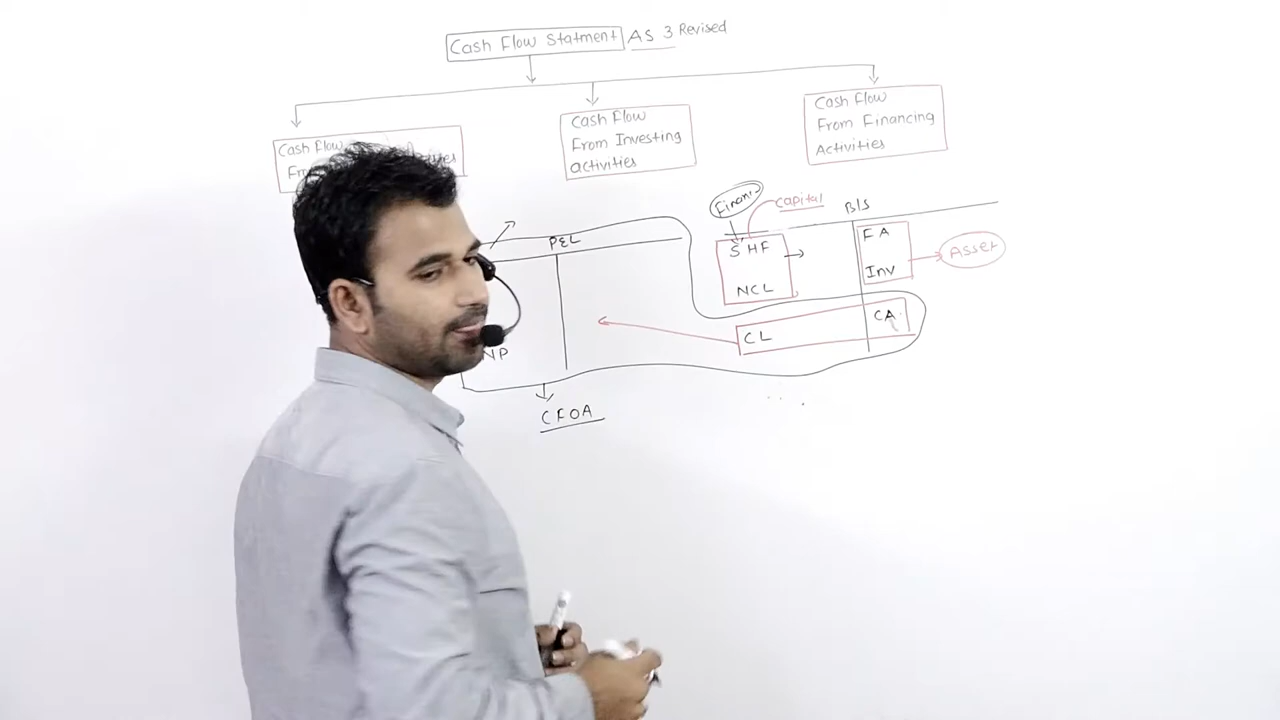 Cash Flow Statment AS 3 Revised
Cash Flow
Cash Flow
From Investing
activities
Cash Flow
From Financing
Activities
capital
B/S
P&L
SHF
NCL
FA
Inv
Asset
CL
CA
NP
CFOA